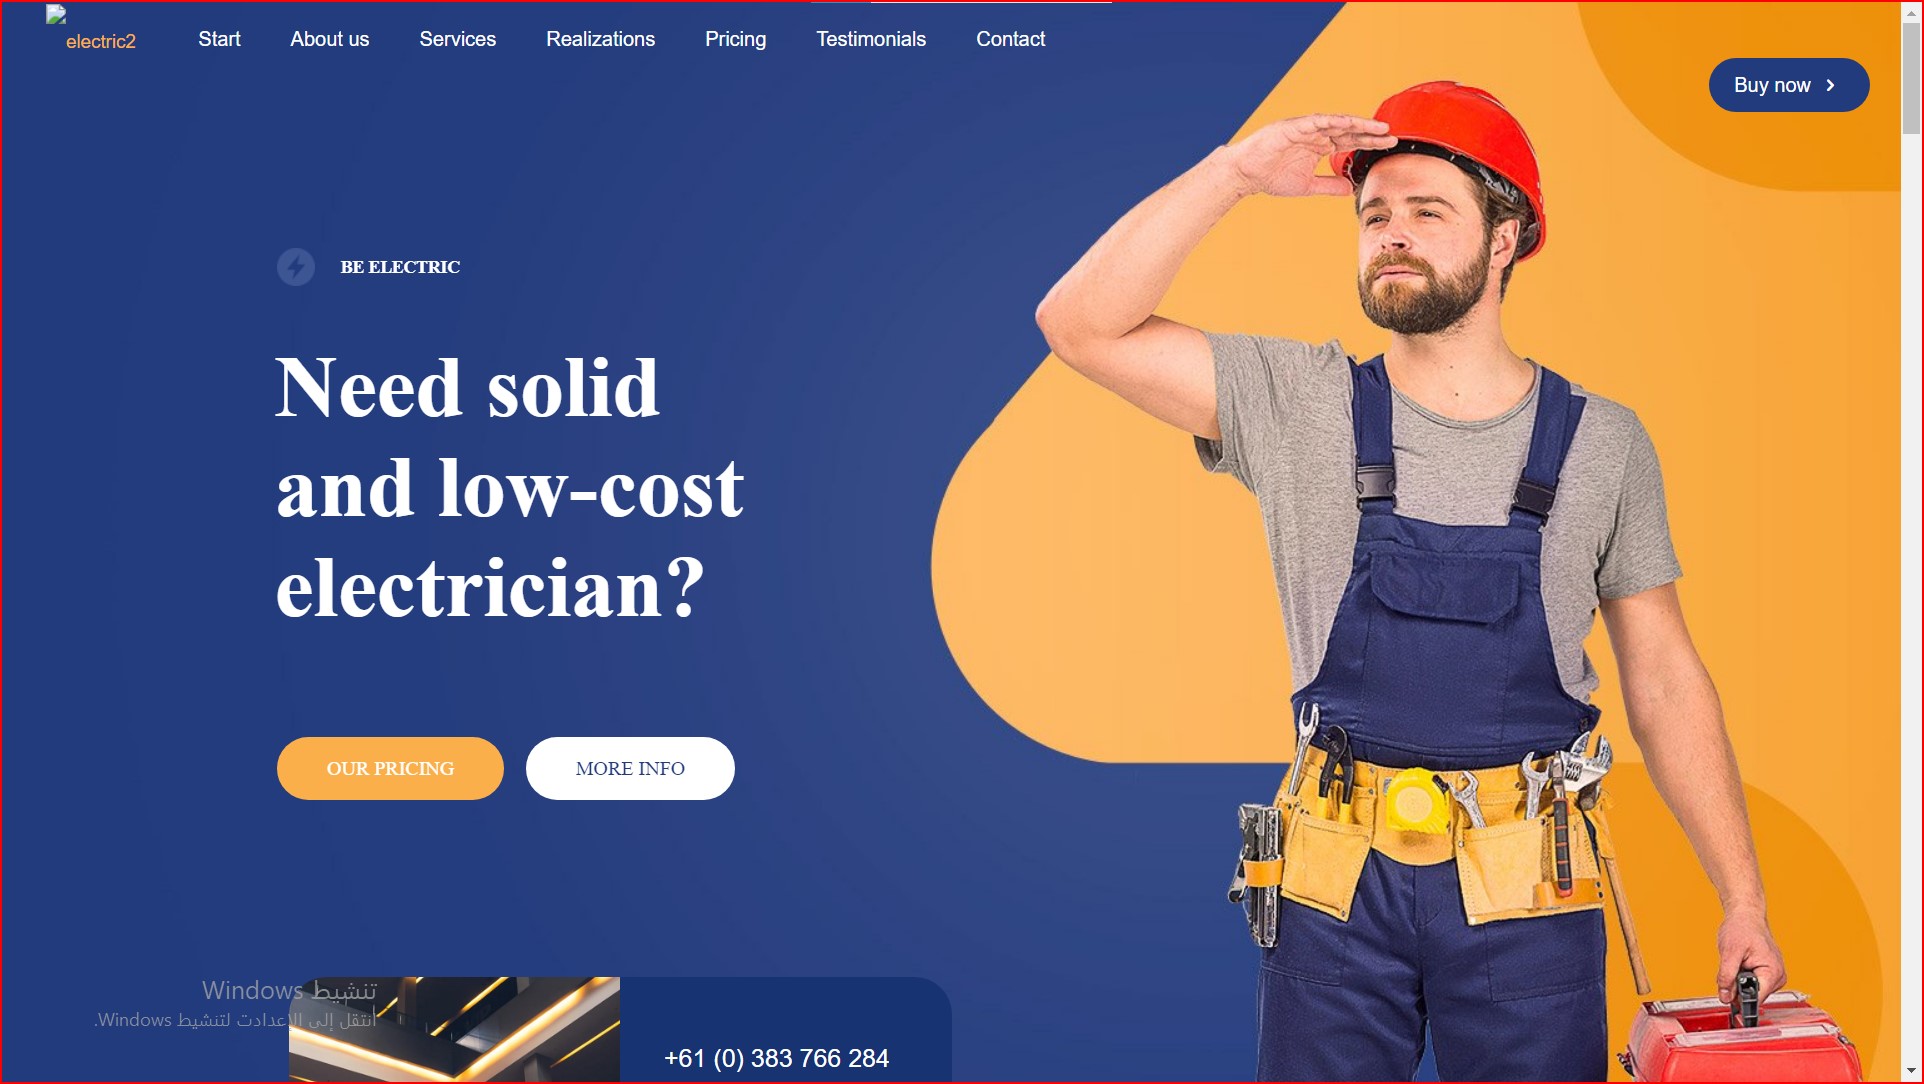 electric2
Start
About us
Services
Realizations
Pricing
Testimonials
Contact
Buy now
BE ELECTRIC
Need solid
and low-cost
electrician?
OUR PRICING
MORE INFO
تنشيط Windows
انتقل إلى الإعدادت لتنشيط Windows.
+61 (0) 383 766 284